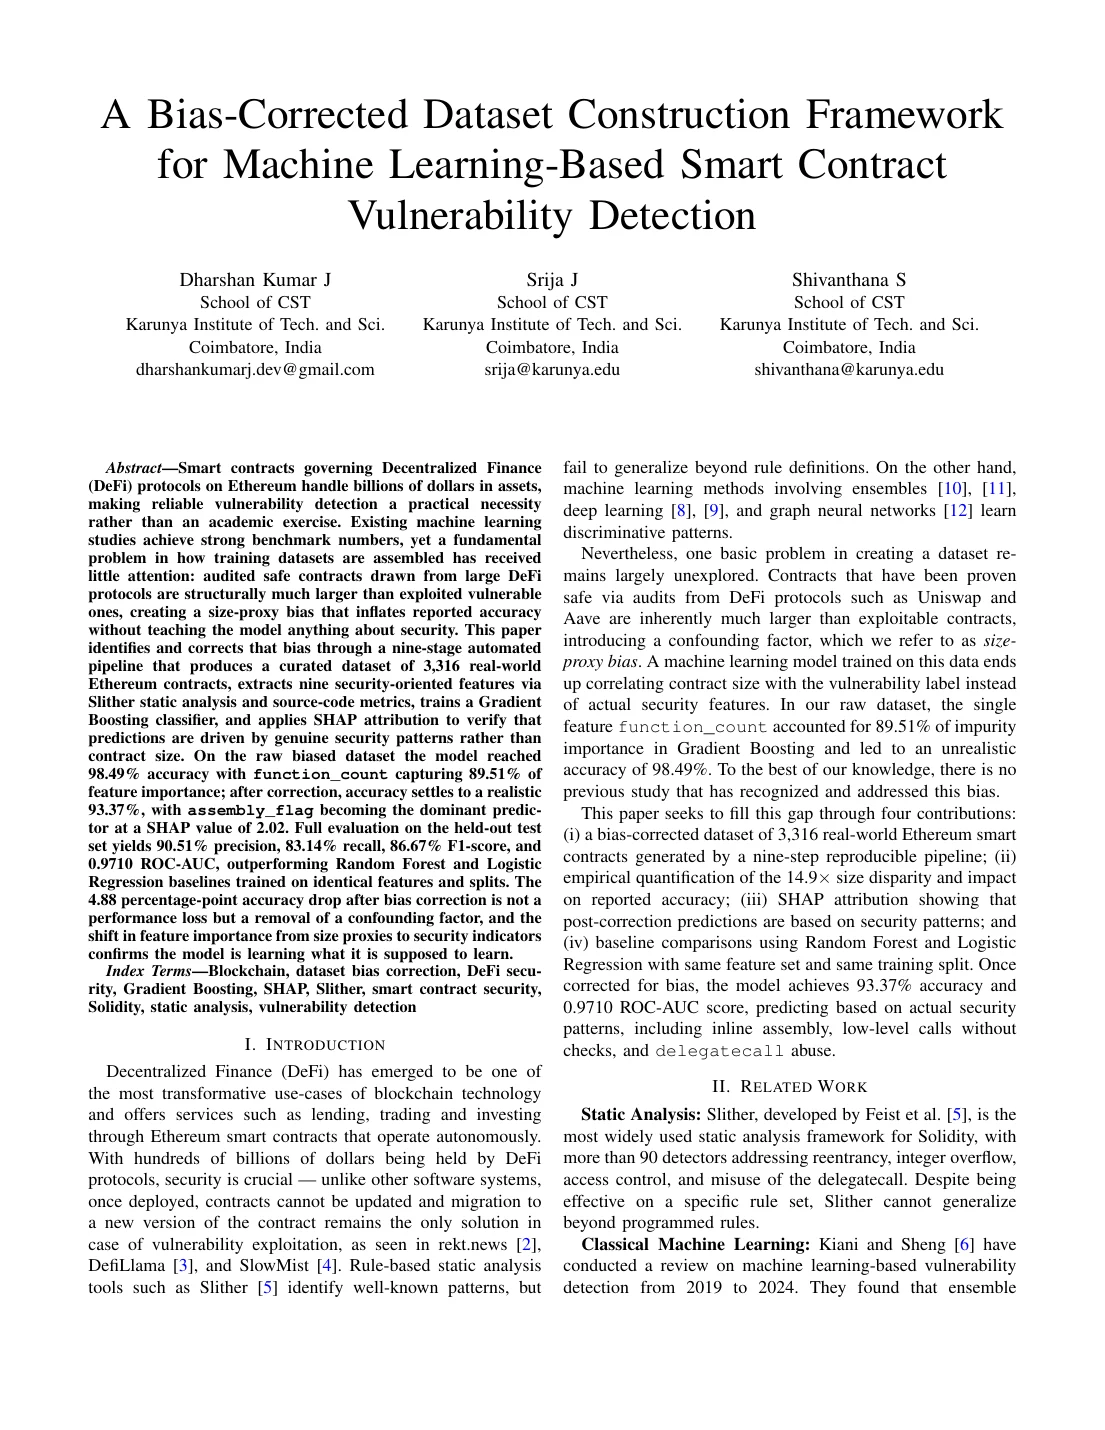 A Bias-Corrected Dataset Construction Framework
for Machine Learning-Based Smart Contract
Vulnerability Detection
Dharshan Kumar J
School of CST
Karunya Institute of Tech. and Sci.
Coimbatore, India
dharshankumarj.dev@gmail.com
Srija J
School of CST
Karunya Institute of Tech. and Sci.
Coimbatore, India
srija@karunya.edu
Shivanthana S
School of CST
Karunya Institute of Tech. and Sci.
Coimbatore, India
shivanthana@karunya.edu
Abstract—Smart contracts governing Decentralized Finance
(DeFi) protocols on Ethereum handle billions of dollars in assets,
making reliable vulnerability detection a practical necessity
rather than an academic exercise. Existing machine learning
studies achieve strong benchmark numbers, yet a fundamental
problem in how training datasets are assembled has received
little attention: audited safe contracts drawn from large DeFi
protocols are structurally much larger than exploited vulnerable
ones, creating a size-proxy bias that inflates reported accuracy
without teaching the model anything about security. This paper
identifies and corrects that bias through a nine-stage automated
pipeline that produces a curated dataset of 3,316 real-world
Ethereum contracts, extracts nine security-oriented features via
Slither static analysis and source-code metrics, trains a Gradient
Boosting classifier, and applies SHAP attribution to verify that
predictions are driven by genuine security patterns rather than
contract size. On the raw biased dataset the model reached
98.49% accuracy with function_count capturing 89.51% of
feature importance; after correction, accuracy settles to a realistic
93.37%, with assembly_flag becoming the dominant predic-
tor at a SHAP value of 2.02. Full evaluation on the held-out test
set yields 90.51% precision, 83.14% recall, 86.67% F1-score, and
0.9710 ROC-AUC, outperforming Random Forest and Logistic
Regression baselines trained on identical features and splits. The
4.88 percentage-point accuracy drop after bias correction is not a
performance loss but a removal of a confounding factor, and the
shift in feature importance from size proxies to security indicators
confirms the model is learning what it is supposed to learn.
Index Terms—Blockchain, dataset bias correction, DeFi secu-
rity, Gradient Boosting, SHAP, Slither, smart contract security,
Solidity, static analysis, vulnerability detection
I. INTRODUCTION
Decentralized Finance (DeFi) has emerged to be one of
the most transformative use-cases of blockchain technology
and offers services such as lending, trading and investing
through Ethereum smart contracts that operate autonomously.
With hundreds of billions of dollars being held by DeFi
protocols, security is crucial — unlike other software systems,
once deployed, contracts cannot be updated and migration to
a new version of the contract remains the only solution in
case of vulnerability exploitation, as seen in rekt.news [2],
DefiLlama [3], and SlowMist [4]. Rule-based static analysis
tools such as Slither [5] identify well-known patterns, but
fail to generalize beyond rule definitions. On the other hand,
machine learning methods involving ensembles [10], [11],
deep learning [8], [9], and graph neural networks [12] learn
discriminative patterns.
Nevertheless, one basic problem in creating a dataset re-
mains largely unexplored. Contracts that have been proven
safe via audits from DeFi protocols such as Uniswap and
Aave are inherently much larger than exploitable contracts,
introducing a confounding factor, which we refer to as size-
proxy bias. A machine learning model trained on this data ends
up correlating contract size with the vulnerability label instead
of actual security features. In our raw dataset, the single
feature function_count accounted for 89.51% of impurity
importance in Gradient Boosting and led to an unrealistic
accuracy of 98.49%. To the best of our knowledge, there is no
previous study that has recognized and addressed this bias.
This paper seeks to fill this gap through four contributions:
(i) a bias-corrected dataset of 3,316 real-world Ethereum smart
contracts generated by a nine-step reproducible pipeline; (ii)
empirical quantification of the 14.9× size disparity and impact
on reported accuracy; (iii) SHAP attribution showing that
post-correction predictions are based on security patterns; and
(iv) baseline comparisons using Random Forest and Logistic
Regression with same feature set and same training split. Once
corrected for bias, the model achieves 93.37% accuracy and
0.9710 ROC-AUC score, predicting based on actual security
patterns, including inline assembly, low-level calls without
checks, and delegatecall abuse.
II. RELATED WORK
Static Analysis: Slither, developed by Feist et al. [5], is the
most widely used static analysis framework for Solidity, with
more than 90 detectors addressing reentrancy, integer overflow,
access control, and misuse of the delegatecall. Despite being
effective on a specific rule set, Slither cannot generalize
beyond programmed rules.
Classical Machine Learning: Kiani and Sheng [6] have
conducted a review on machine learning-based vulnerability
detection from 2019 to 2024. They found that ensemble